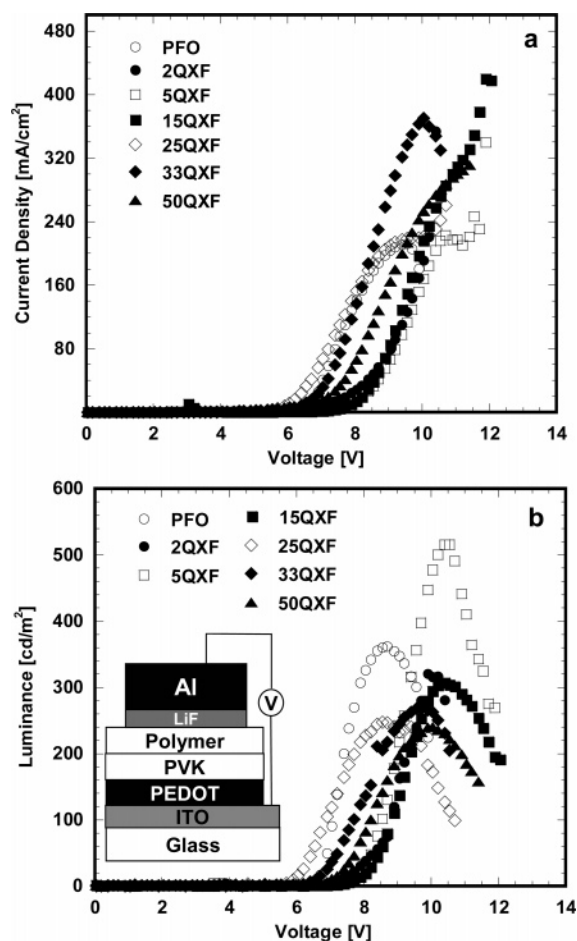 a
480
400
320
240
160
80
0 2 4 6 8 10 12 14
Current Density [mA/cm²]
Voltage [V]
PFO
2QXF
5QXF
15QXF
25QXF
33QXF
50QXF
b
600
500
400
300
200
100
0
0 2 4 6 8 10 12 14
Luminance [cd/m²]
Voltage [V]
PFO
2QXF
5QXF
15QXF
25QXF
33QXF
50QXF
V
Al
LiF
Polymer
PVK
PEDOT
ITO
Glass